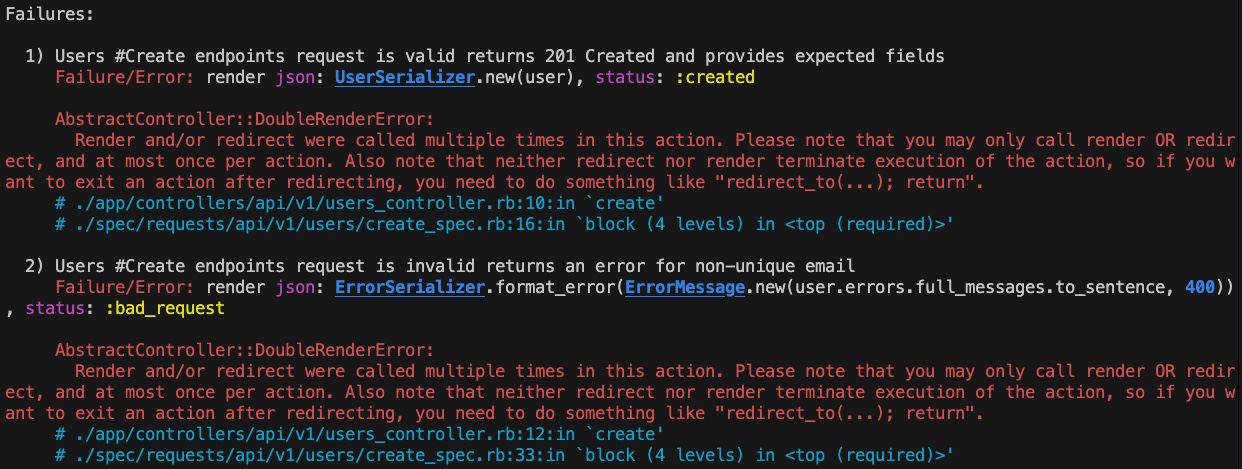 Failures:
1) Users #Create endpoints request is valid returns 201 Created and provides expected fields
Failure/Error: render json: UserSerializer.new(user), status: :created
AbstractController::DoubleRenderError:
Render and/or redirect were called multiple times in this action. Please note that you may only call render OR redir
ect, and at most once per action. Also note that neither redirect nor render terminate execution of the action, so if you w
ant to exit an action after redirecting, you need to do something like "redirect_to(...); return".
# ./app/controllers/api/v1/users_controller.rb:10:in `create'
# ./spec/requests/api/v1/users/create_spec.rb:16:in `block (4 levels) in <top (required)>'
2) Users #Create endpoints request is invalid returns an error for non-unique email
Failure/Error: render json: ErrorSerializer.format_error(ErrorMessage.new(user.errors.full_messages.to_sentence, 400))
, status: :bad_request
AbstractController::DoubleRenderError:
Render and/or redirect were called multiple times in this action. Please note that you may only call render OR redir
ect, and at most once per action. Also note that neither redirect nor render terminate execution of the action, so if you w
ant to exit an action after redirecting, you need to do something like "redirect_to(...); return".
# ./app/controllers/api/v1/users_controller.rb:12:in `create'
# ./spec/requests/api/v1/users/create_spec.rb:33:in `block (4 levels) in <top (required)>'